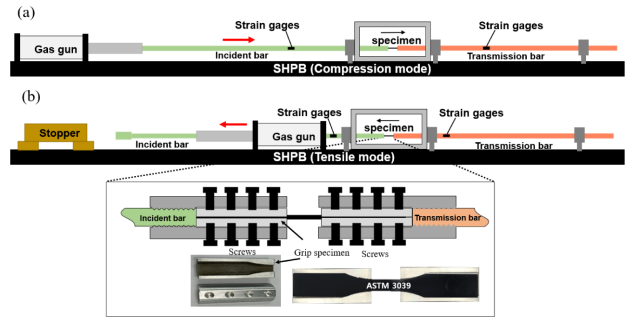 (a)
Strain gages
specimen
Strain gages
Gas gun
Incident bar
Transmission bar
SHPB (Compression mode)
(b)
Strain gages
specimen
Strain gages
Stopper
Gas gun
Incident bar
Transmission bar
SHPB (Tensile mode)
Incident bar
Transmission bar
Screws
Grip specimen
Screws
ASTM 3039